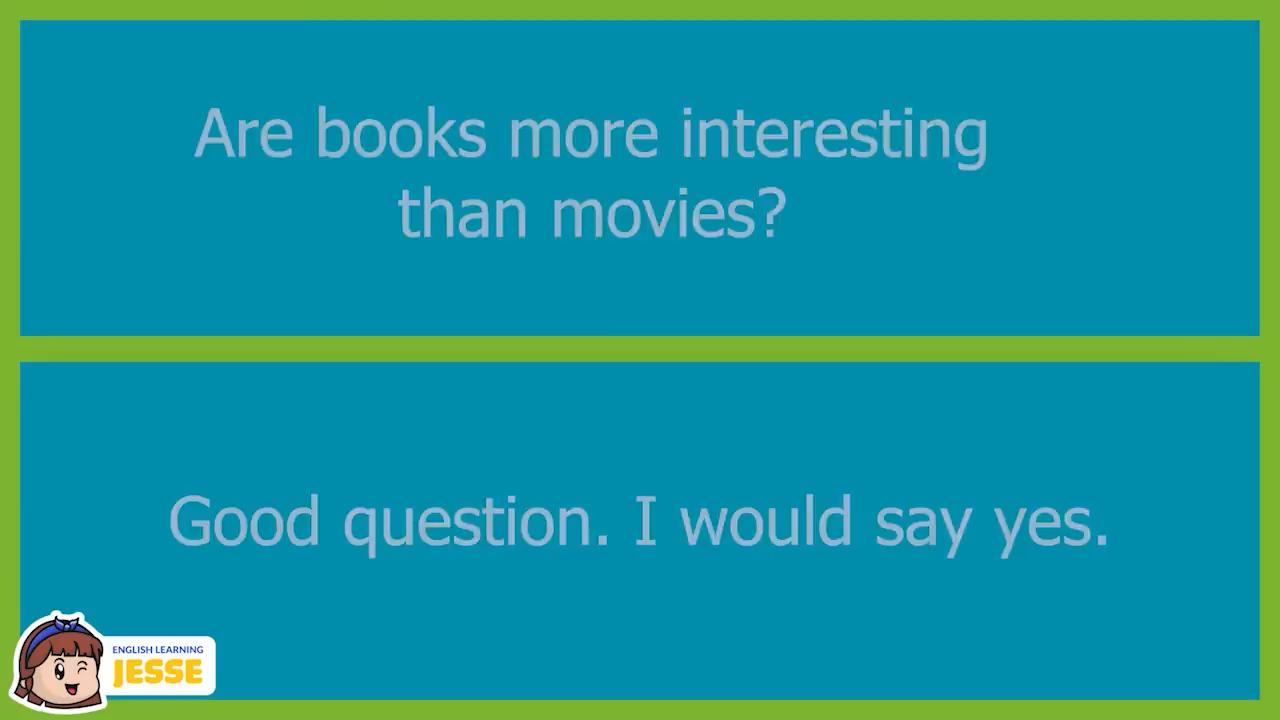 Are books more interesting
than movies?
Good question. I would say yes.
ENGLISH LEARNING
JESSE